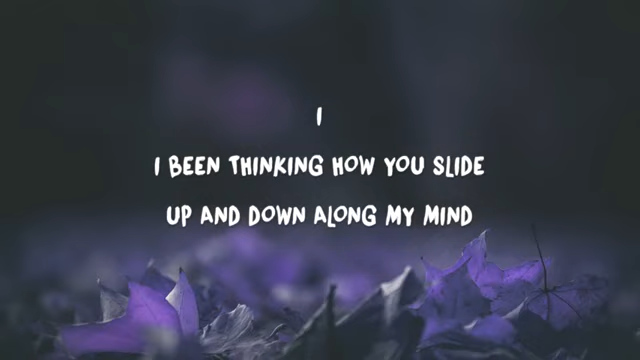 I
I BEEN THINKING HOW YOU SLIDE
UP AND DOWN ALONG MY MIND